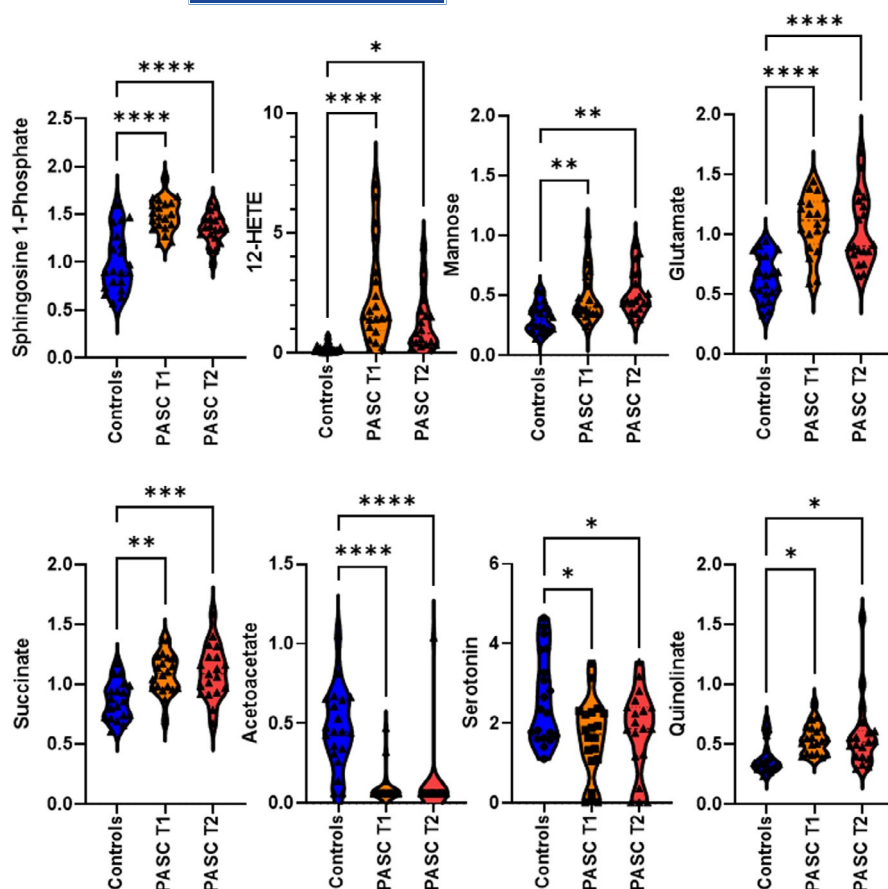 **** **** Sphingosine 1-Phosphate 2.5 2.0 1.5 1.0 0.5 0.0 Controls PASC T1 PASC T2
* **** 12-HETE 10 5 0 Controls PASC T1 PASC T2
** ** Mannose 2.0 1.5 1.0 0.5 0.0 Controls PASC T1 PASC T2
**** **** Glutamate 2.0 1.5 1.0 0.5 0.0 Controls PASC T1 PASC T2
*** ** Succinate 2.0 1.5 1.0 0.5 0.0 Controls PASC T1 PASC T2
**** **** Acetoacetate 1.5 1.0 0.5 0.0 Controls PASC T1 PASC T2
* * Serotonin 6 4 2 0 Controls PASC T1 PASC T2
* * Quinolinate 2.0 1.5 1.0 0.5 0.0 Controls PASC T1 PASC T2